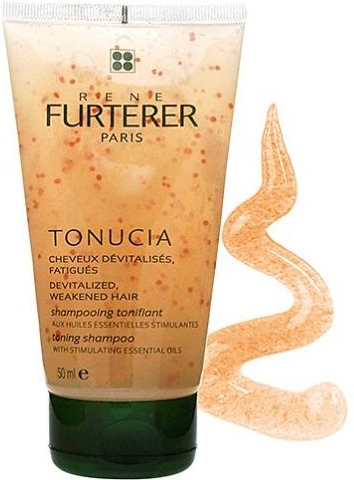 RENE
FURTERER
PARIS
TONUCIA
CHEVEUX DÉVITALISÉS,
FATIGUÉS
DEVITALIZED,
WEAKENED HAIR
shampooing tonifiant
AUX HUILES ESSENTIELLES STIMULANTES
toning shampoo
WITH STIMULATING ESSENTIAL OILS
50 ml e